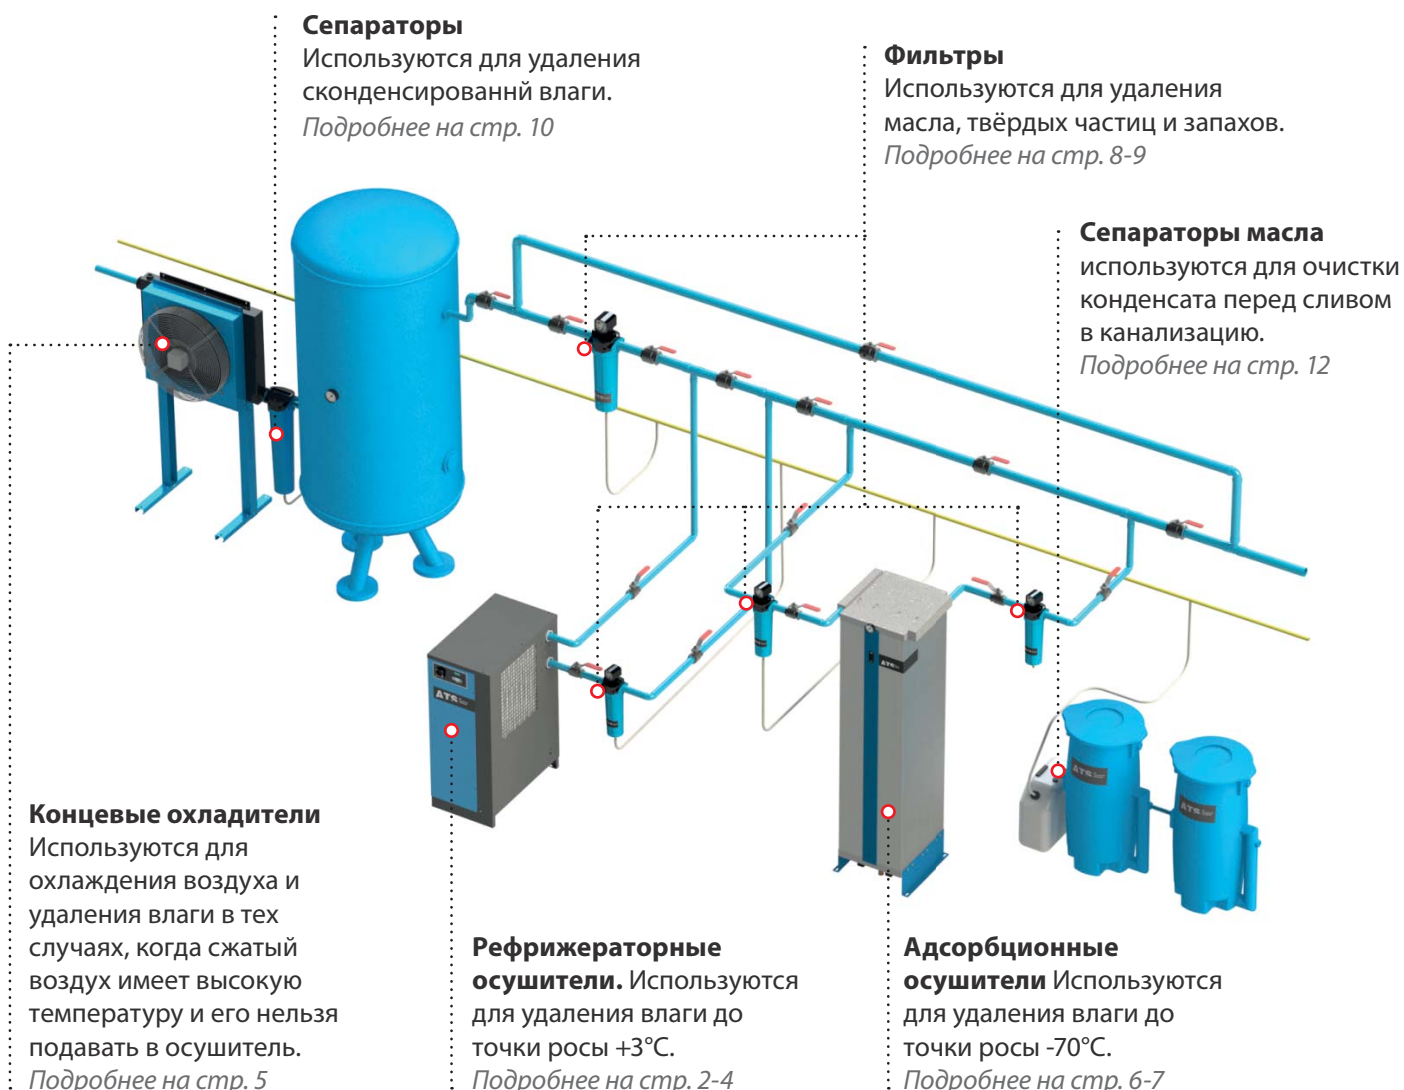 Сепараторы
Используются для удаления
сконденсированнй влаги.
Подробнее на стр. 10
Фильтры
Используются для удаления
масла, твёрдых частиц и запахов.
Подробнее на стр. 8-9
Сепараторы масла
используются для очистки
конденсата перед сливом
в канализацию.
Подробнее на стр. 12
ATS
ATS
ATS
ATS
Концевые охладители
Используются для
охлаждения воздуха и
удаления влаги в тех
случаях, когда сжатый
воздух имеет высокую
температуру и его нельзя
подавать в осушитель.
Подробнее на стр. 5
Рефрижераторные
осушители. Используются
для удаления влаги до
точки росы +3°C.
Подробнее на стр. 2-4
Адсорбционные
осушители Используются
для удаления влаги до
точки росы -70°C.
Подробнее на стр. 6-7